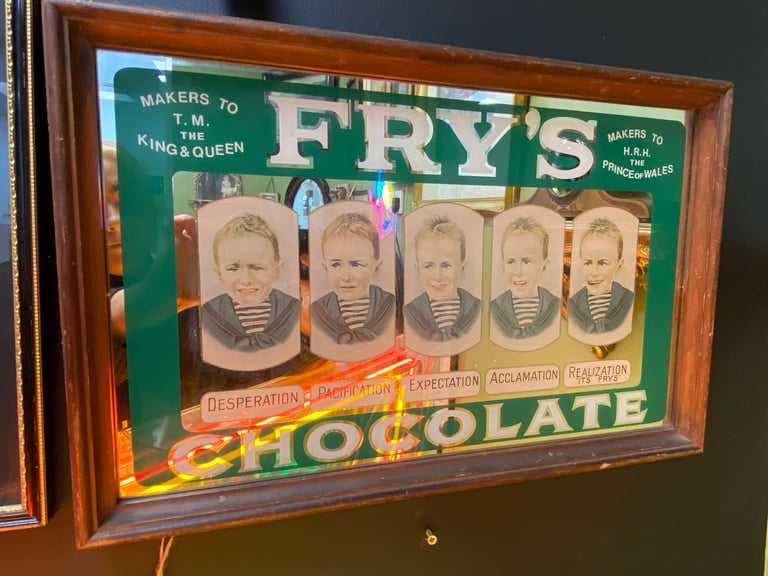 MAKERS TO
T. M.
THE
KING & QUEEN
FRY'S
MAKERS TO
H.R.H.
THE
PRINCE OF WALES
DESPERATION
PACIFICATION
EXPECTATION
ACCLAMATION
REALIZATION
IT'S "FRY'S"
CHOCOLATE